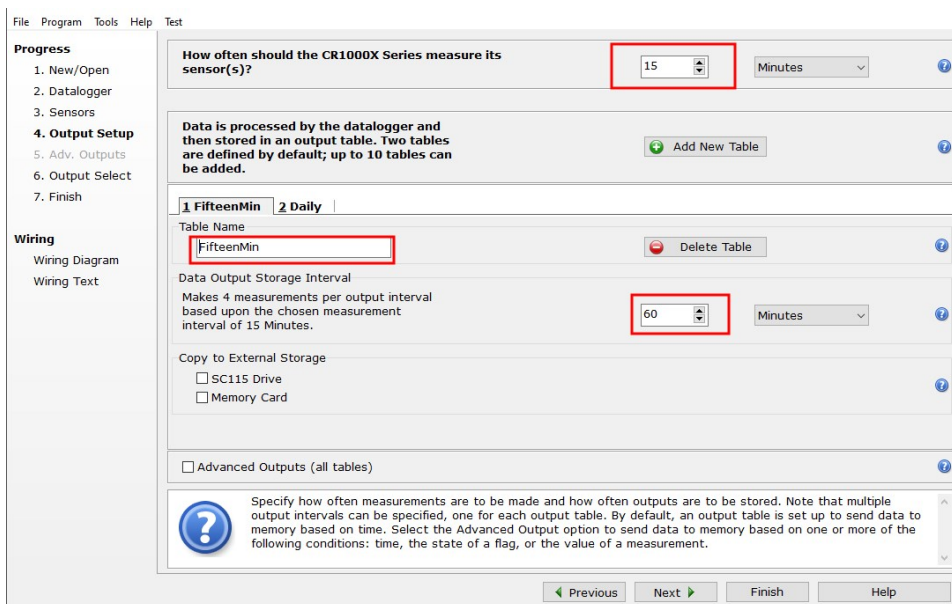 File Program Tools Help Test
Progress
1. New/Open
2. Datalogger
3. Sensors
4. Output Setup
5. Adv. Outputs
6. Output Select
7. Finish
Wiring
Wiring Diagram
Wiring Text
How often should the CR1000X Series measure its
sensor(s)?
15
Minutes
Data is processed by the datalogger and
then stored in an output table. Two tables
are defined by default; up to 10 tables can
be added.
Add New Table
1 FifteenMin 2 Daily
Table Name
FifteenMin
Delete Table
Data Output Storage Interval
Makes 4 measurements per output interval
based upon the chosen measurement
interval of 15 Minutes.
60
Minutes
Copy to External Storage
SC115 Drive
Memory Card
Advanced Outputs (all tables)
Specify how often measurements are to be made and how often outputs are to be stored. Note that multiple
output intervals can be specified, one for each output table. By default, an output table is set up to send data to
memory based on time. Select the Advanced Output option to send data to memory based on one or more of the
following conditions: time, the state of a flag, or the value of a measurement.
Previous Next Finish Help